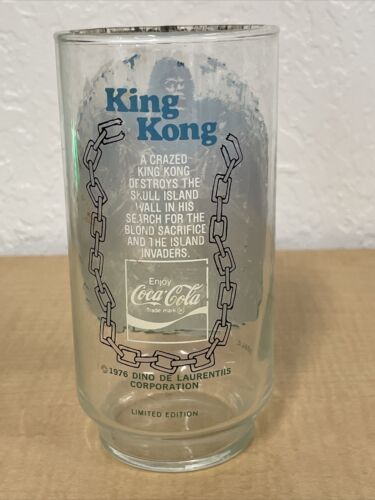 King
Kong
A CRAZED
KING KONG
DESTROYS THE
SKULL ISLAND
WALL IN HIS
SEARCH FOR THE
BLOND SACRIFICE
AND THE ISLAND
INVADERS.
Enjoy
Coca-Cola
Trade mark ®
© 1976 DINO DE LAURENTIIS
CORPORATION
LIMITED EDITION